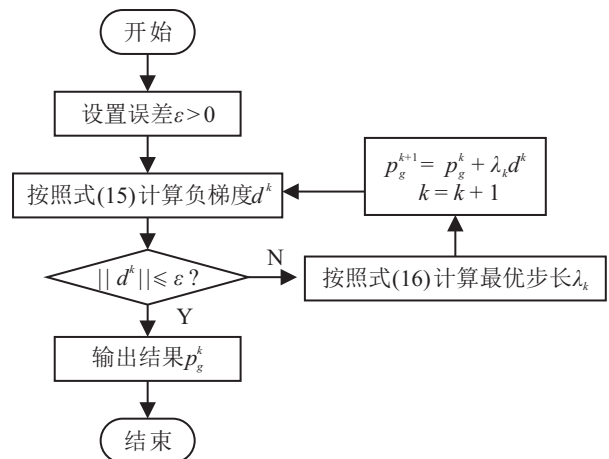 开始
设置误差ε>0
按照式(15)计算负梯度d^k
|| d^k||⩽ ε ?
N
按照式(16)计算最优步长λ_k
p_g^{k+1} = p_g^k + λ_k d^k
k = k + 1
Y
输出结果p_g^k
结束